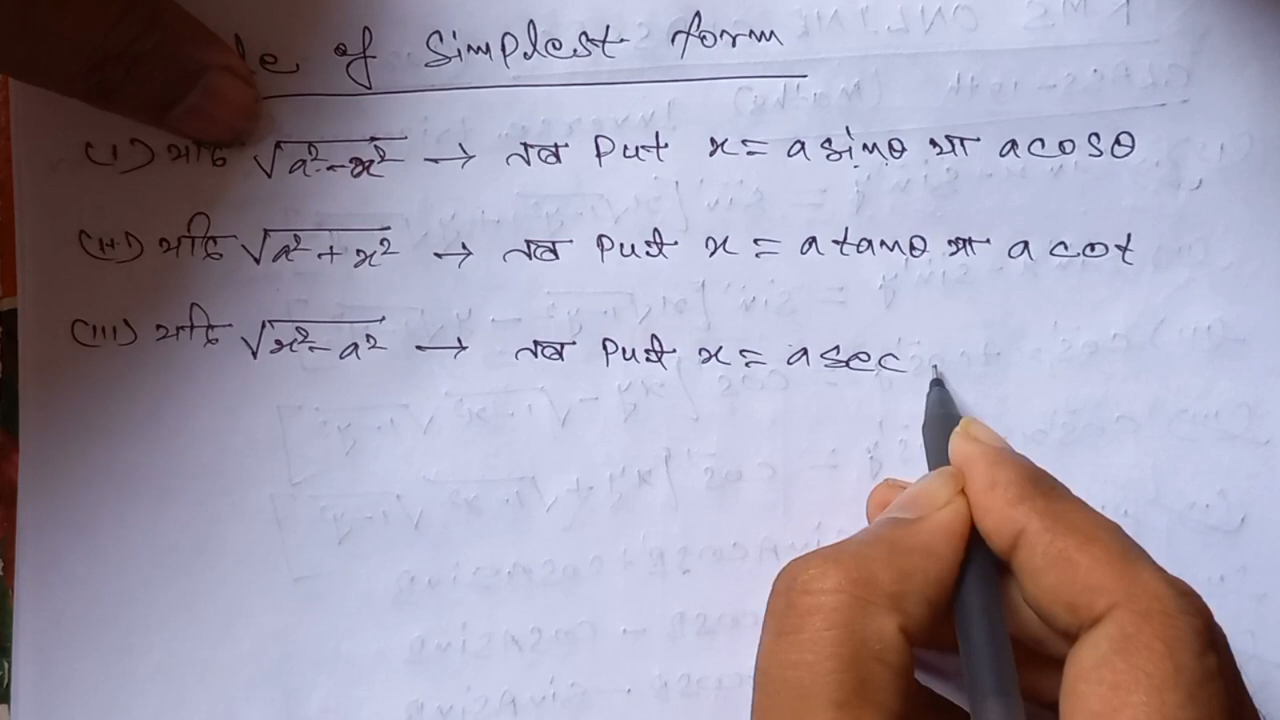 of simplest form
(i) यदि √a²-x² → तब Put x = a sinθ या a cosθ
(ii) यदि √a²+x² → तब Put x = a tanθ या a cot
(iii) यदि √x²-a² → तब Put x = a sec